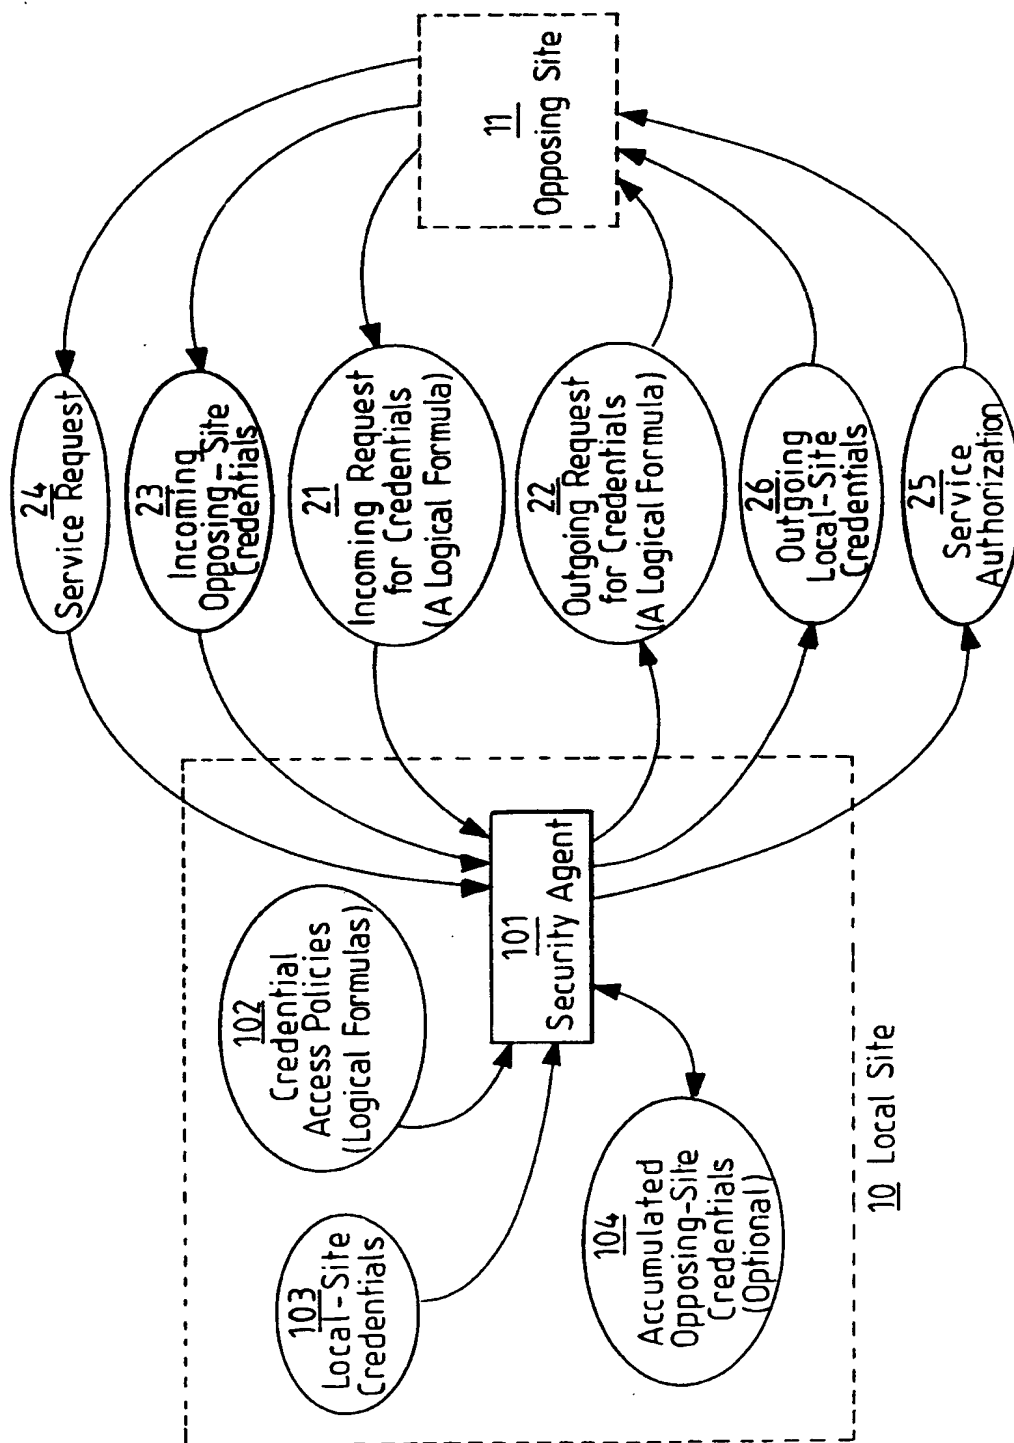 24
Service Request
23
Incoming
Opposing-Site
Credentials
21
Incoming Request
for Credentials
(A Logical Formula)
22
Outgoing Request
for Credentials
(A Logical Formula)
26
Outgoing
Local-Site
Credentials
25
Service
Authorization
11
Opposing Site
102
Credential
Access Policies
(Logical Formulas)
103
Local-Site
Credentials
101
Security Agent
104
Accumulated
Opposing-Site
Credentials
(Optional)
10 Local Site